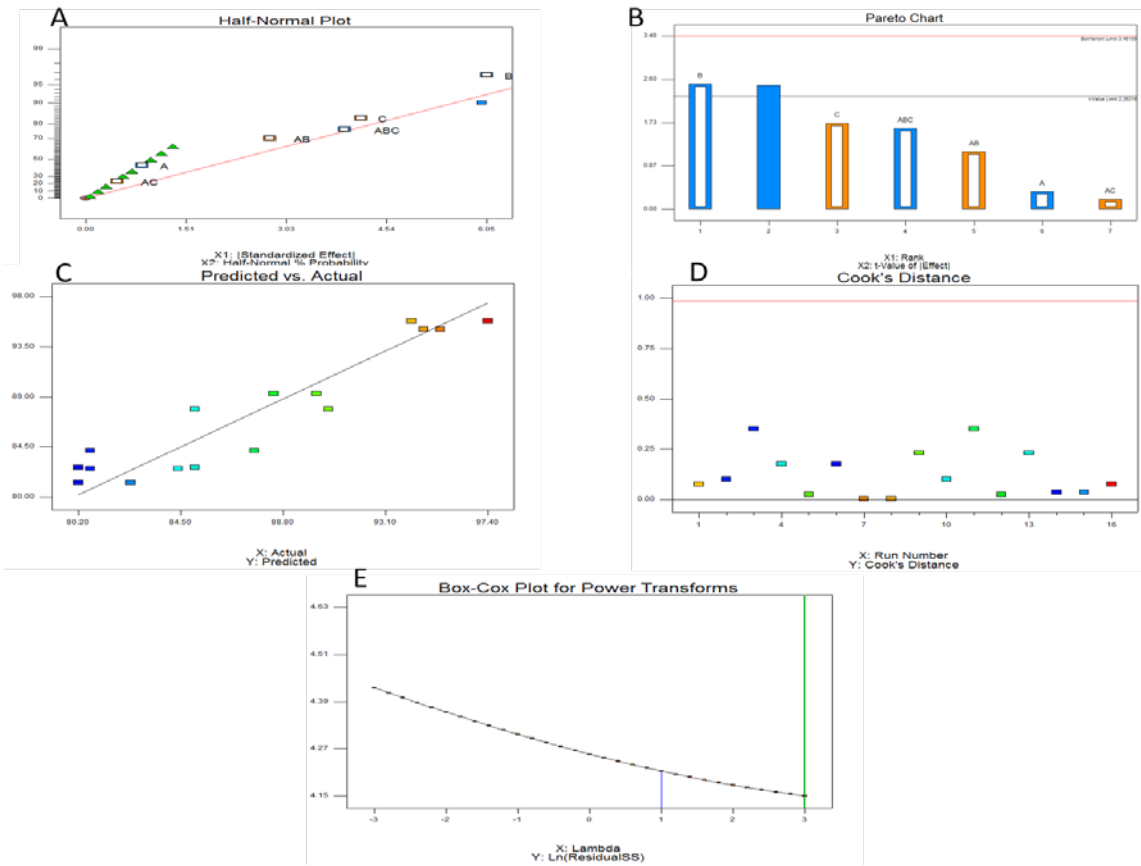 A
Half-Normal Plot
99
95
90
80
70
50
30
20
10
0
B
C
ABC
AB
A
AC
0.00 1.51 3.03 4.54 6.05
X1: |Standardized Effect|
X2: Half-Normal % Probability
B
Pareto Chart
3.46
2.60
1.73
0.87
0.00
B
C
ABC
AB
A
AC
1 2 3 4 5 6 7
X1: Rank
X2: t-Value of |Effect|
C
Predicted vs. Actual
98.00
93.50
89.00
84.50
80.00
80.20 84.50 88.80 93.10 97.40
X: Actual
Y: Predicted
D
Cook's Distance
1.00
0.75
0.25
0.00
1 4 7 10 13 16
X: Run Number
Y: Cook's Distance
E
Box-Cox Plot for Power Transforms
4.63
4.51
4.39
4.27
4.15
-3 -2 -1 0 1 2 3
X: Lambda
Y: Ln(ResidualSS)